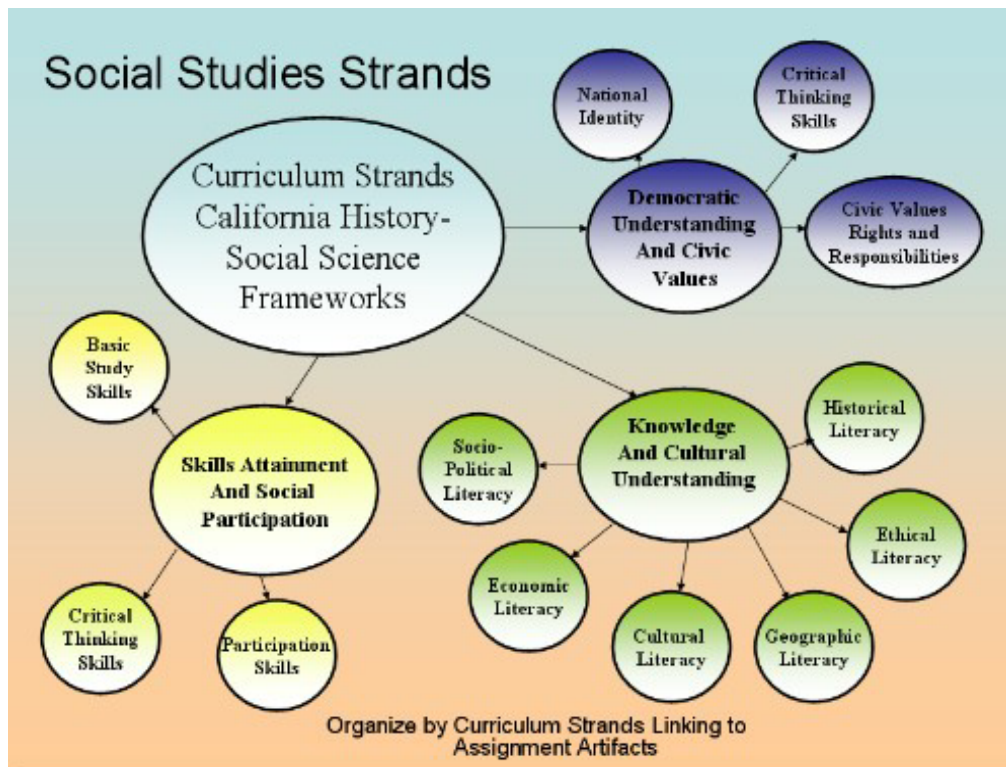 Social Studies Strands
National
Identity
Critical
Thinking
Skills
Curriculum Strands
California History-
Social Science
Frameworks
Democratic
Understanding
And Civic
Values
Civic Values
Rights and
Responsibilities
Basic
Study
Skills
Skills Attainment
And Social
Participation
Critical
Thinking
Skills
Participation
Skills
Knowledge
And Cultural
Understanding
Socio-
Political
Literacy
Historical
Literacy
Ethical
Literacy
Economic
Literacy
Cultural
Literacy
Geographic
Literacy
Organize by Curriculum Strands Linking to
Assignment Artifacts